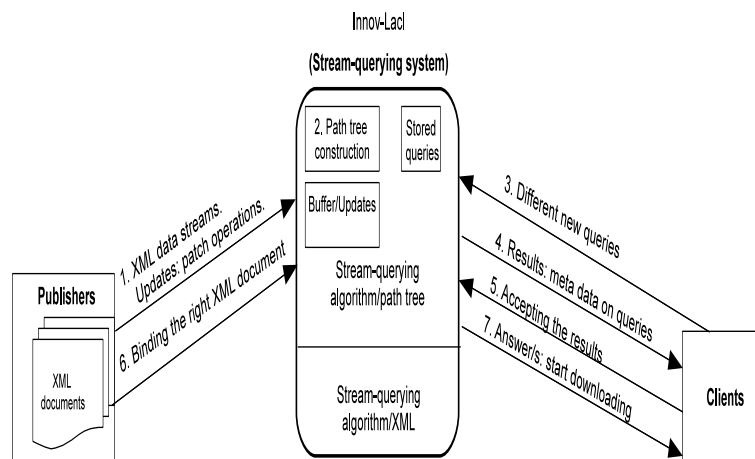 Innov-Lacl
(Stream-querying system)
2. Path tree
construction
Stored
queries
Buffer/Updates
Stream-querying
algorithm/path tree
Stream-querying
algorithm/XML
Publishers
XML
documents
1. XML data streams.
Updates: patch operations.
6. Binding the right XML document
3. Different new queries
4. Results: meta data on queries
5. Accepting the results
7. Answer/s: start downloading
Clients